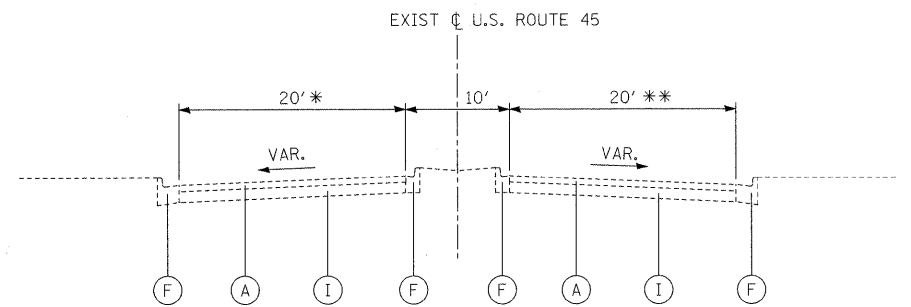 EXIST ℄ U.S. ROUTE 45
20' * 10' 20' **
VAR. VAR.
F A I F F A I F